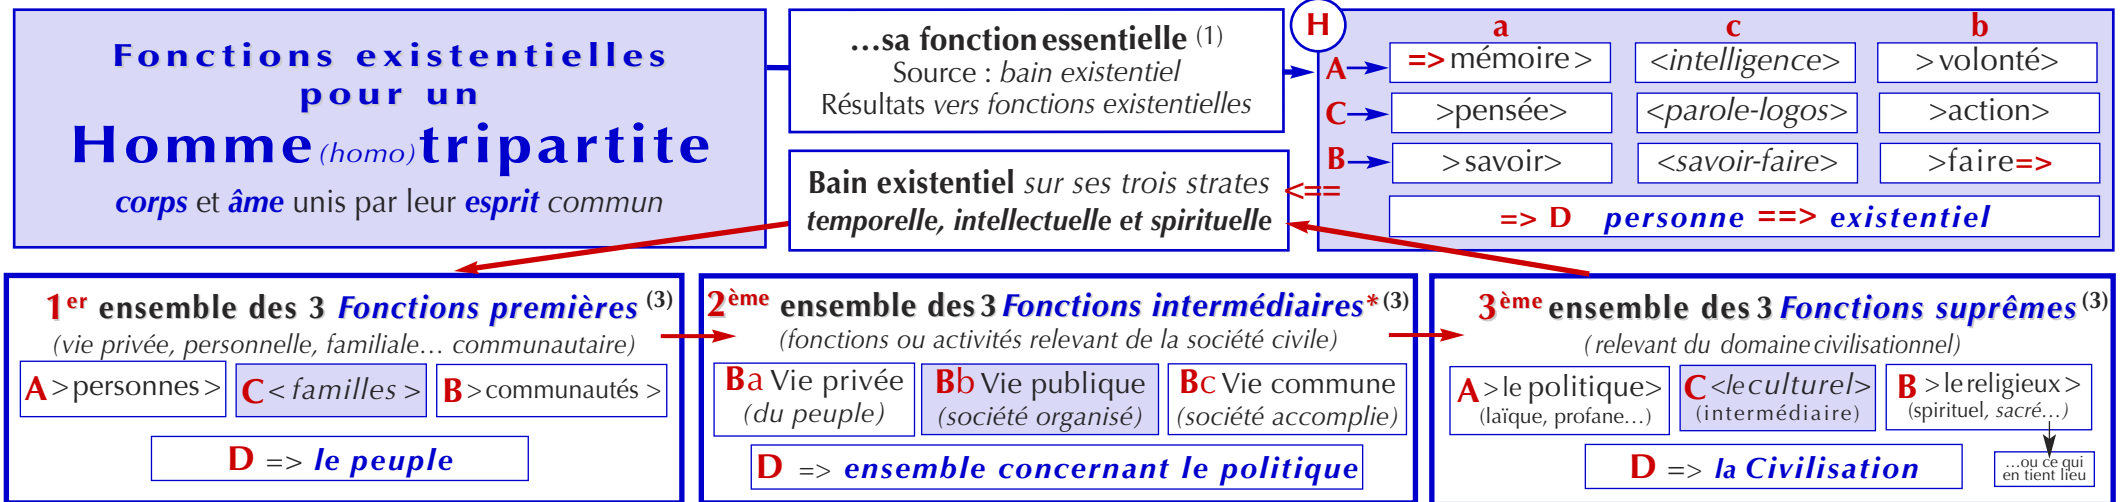 Fonctions existentielles
pour un
Homme (homo) tripartite
corps et âme unis par leur esprit commun
...sa fonction essentielle (1)
Source : bain existentiel
Résultats vers fonctions existentielles
Bain existentiel sur ses trois strates <==
temporelle, intellectuelle et spirituelle
H
a c b
A => mémoire > <intelligence> > volonté>
C >pensée> <parole-logos> >action>
B > savoir> <savoir-faire> >faire=>
=> D personne ==> existentiel
1er ensemble des 3 Fonctions premières (3)
(vie privée, personnelle, familiale... communautaire)
A > personnes >
C < familles >
B > communautés >
D => le peuple
2ème ensemble des 3 Fonctions intermédiaires* (3)
(fonctions ou activités relevant de la société civile)
Ba Vie privée
(du peuple)
Bb Vie publique
(société organisé)
Bc Vie commune
(société accomplie)
D => ensemble concernant le politique
3ème ensemble des 3 Fonctions suprêmes (3)
(relevant du domaine civilisationnel)
A > le politique>
(laïque, profane...)
C <le culturel>
(intermédiaire)
B > le religieux >
(spirituel, sacré...)
D => la Civilisation
...ou ce qui
en tient lieu